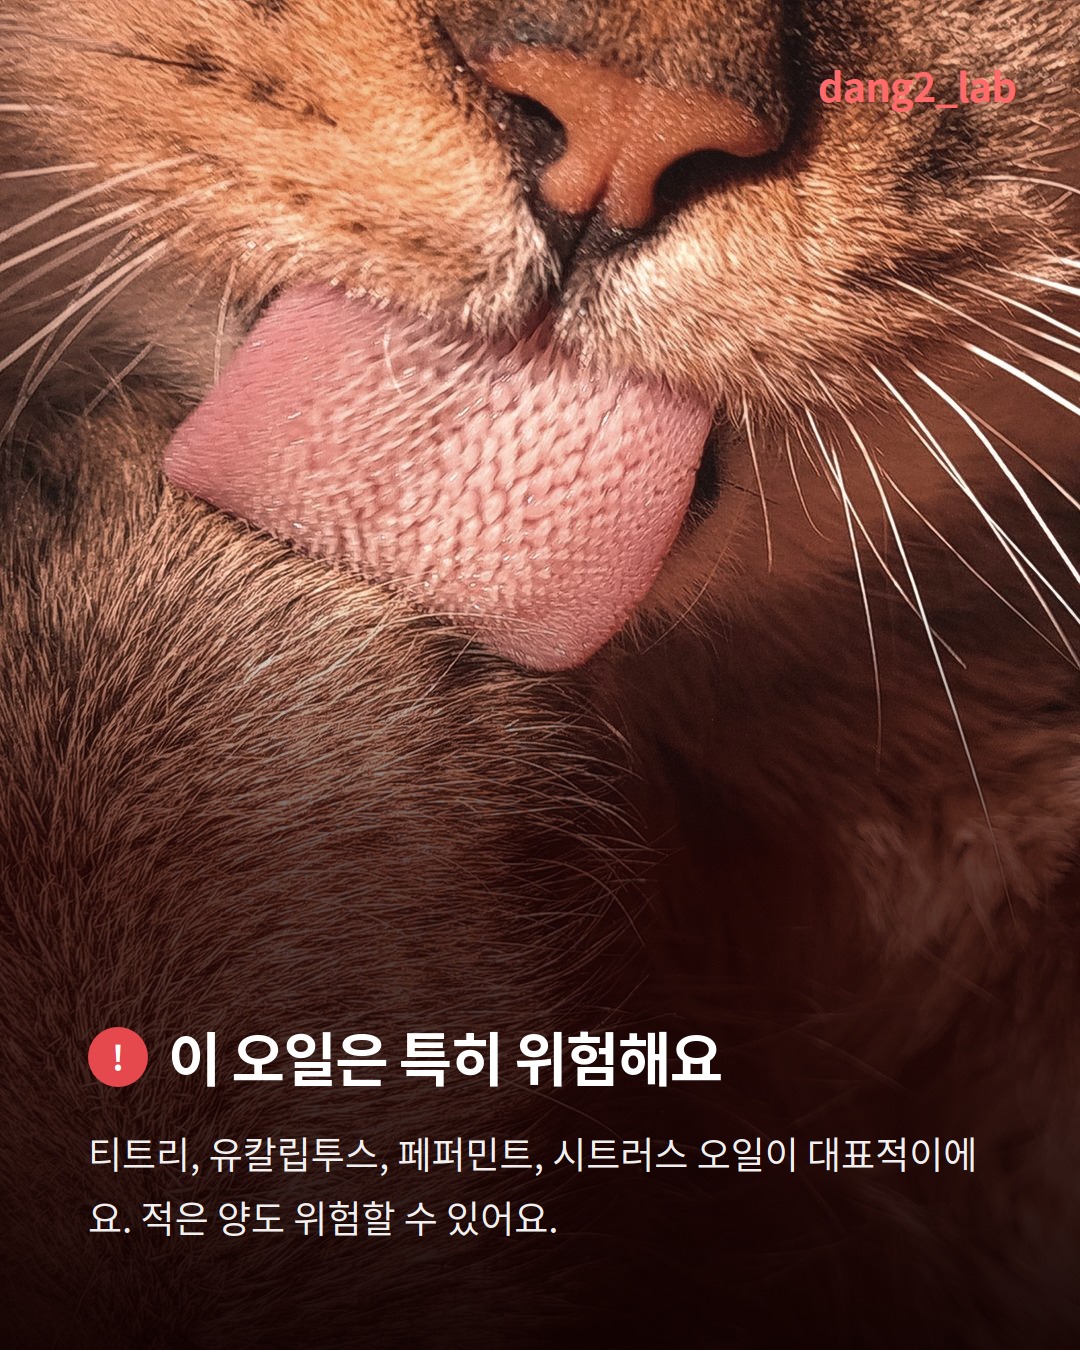 dang2_lab
! 이 오일은 특히 위험해요
티트리, 유칼립투스, 페퍼민트, 시트러스 오일이 대표적이에
요. 적은 양도 위험할 수 있어요.